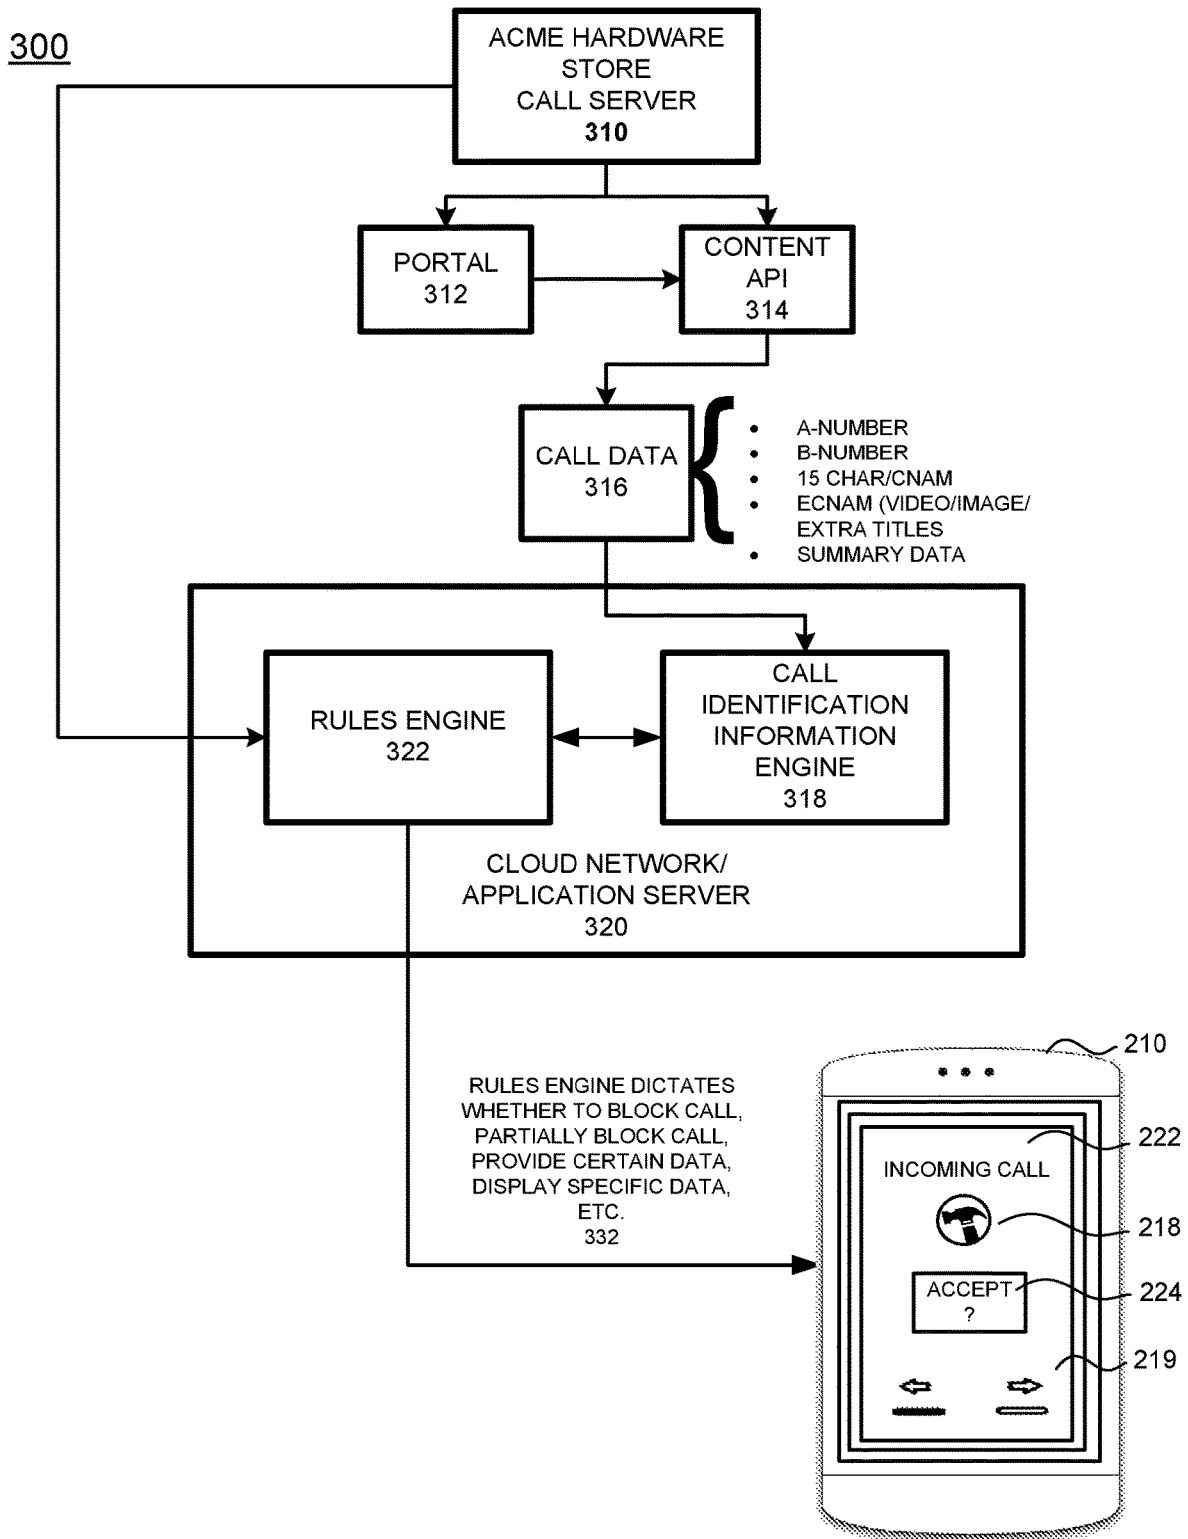 300
ACME HARDWARE
STORE
CALL SERVER
310
PORTAL
312
CONTENT
API
314
CALL DATA
316
• A-NUMBER
• B-NUMBER
• 15 CHAR/CNAM
• ECNAM (VIDEO/IMAGE/
EXTRA TITLES
• SUMMARY DATA
RULES ENGINE
322
CALL
IDENTIFICATION
INFORMATION
ENGINE
318
CLOUD NETWORK/
APPLICATION SERVER
320
RULES ENGINE DICTATES
WHETHER TO BLOCK CALL,
PARTIALLY BLOCK CALL,
PROVIDE CERTAIN DATA,
DISPLAY SPECIFIC DATA,
ETC.
332
210
222
INCOMING CALL
218
ACCEPT
?
224
219